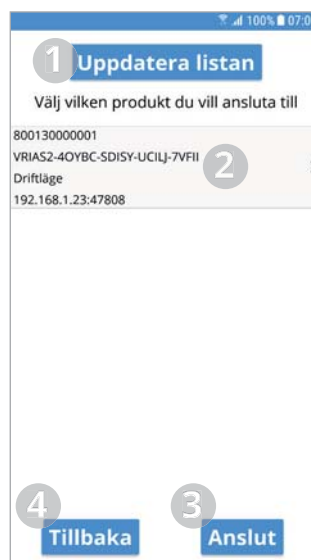 100% 07:0
1 Uppdatera listan
Välj vilken produkt du vill ansluta till
800130000001
VRIAS2-4OYBC-SDISY-UCILJ-7VFII
2
Driftläge
192.168.1.23:47808
4 3
Tillbaka Anslut